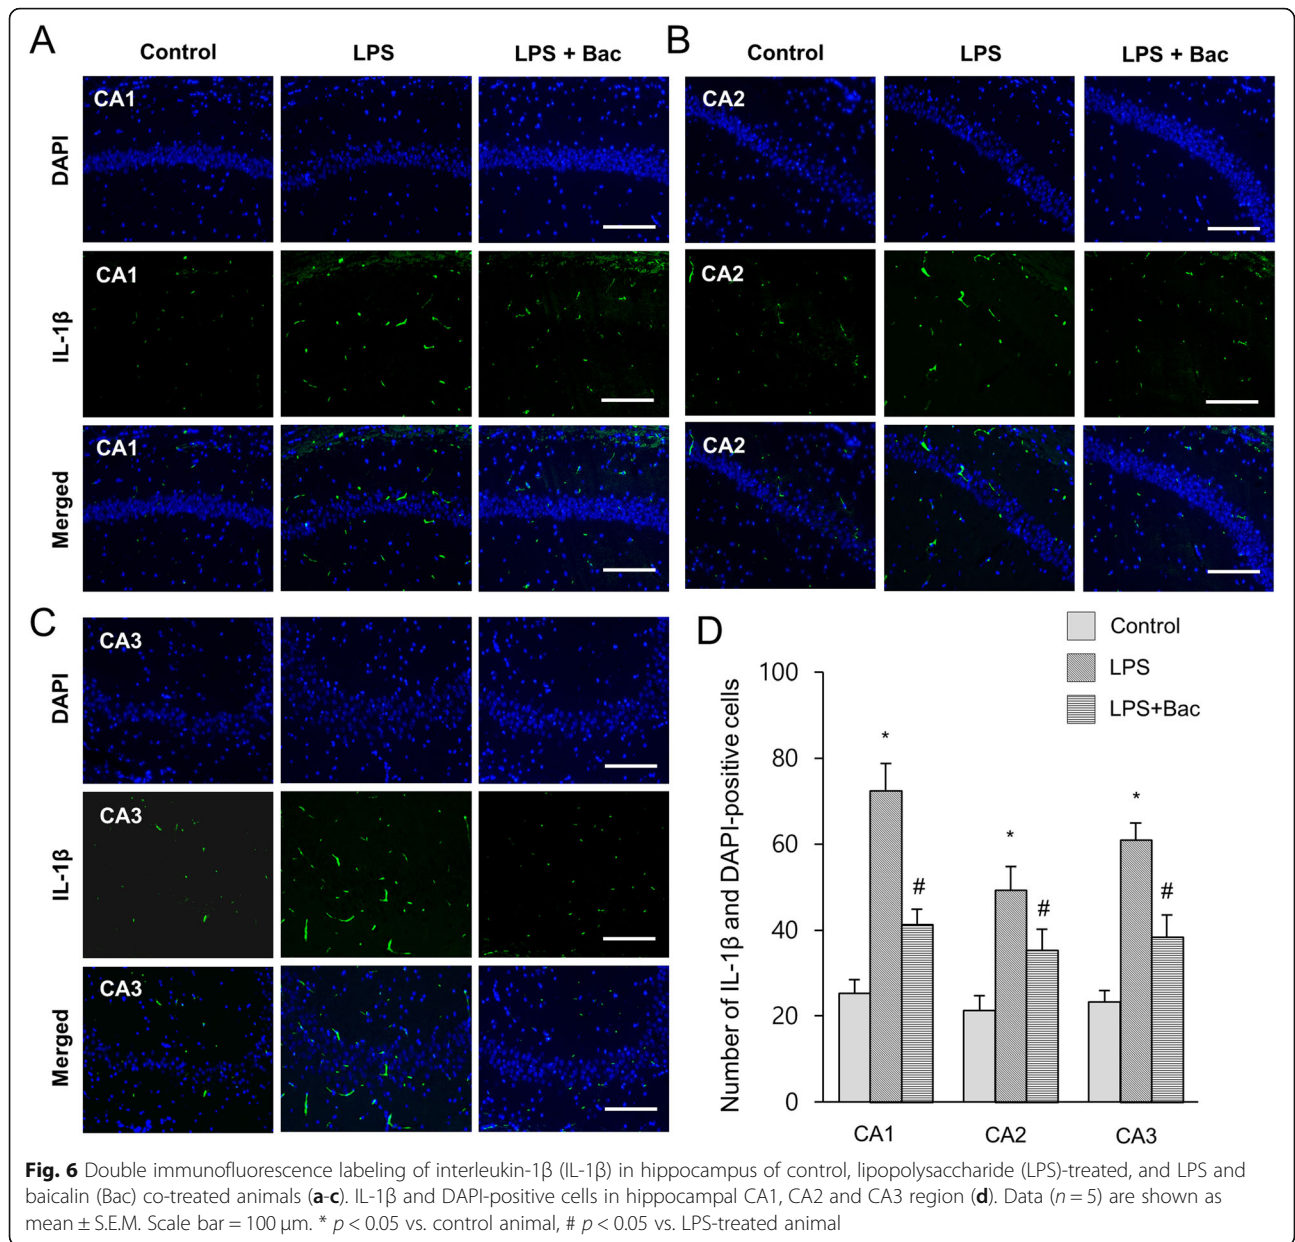 A
Control LPS LPS + Bac
DAPI
CA1
IL-1β
CA1
Merged
CA1
B
Control LPS LPS + Bac
CA2
CA2
CA2
C
DAPI
CA3
IL-1β
CA3
Merged
CA3
D
Control
LPS
LPS+Bac
Number of IL-1β and DAPI-positive cells
100
80
60
40
20
0
* # * # * #
CA1 CA2 CA3
Fig. 6 Double immunofluorescence labeling of interleukin-1β (IL-1β) in hippocampus of control, lipopolysaccharide (LPS)-treated, and LPS and
baicalin (Bac) co-treated animals (a-c). IL-1β and DAPI-positive cells in hippocampal CA1, CA2 and CA3 region (d). Data (n = 5) are shown as
mean ± S.E.M. Scale bar = 100 μm. * p < 0.05 vs. control animal, # p < 0.05 vs. LPS-treated animal